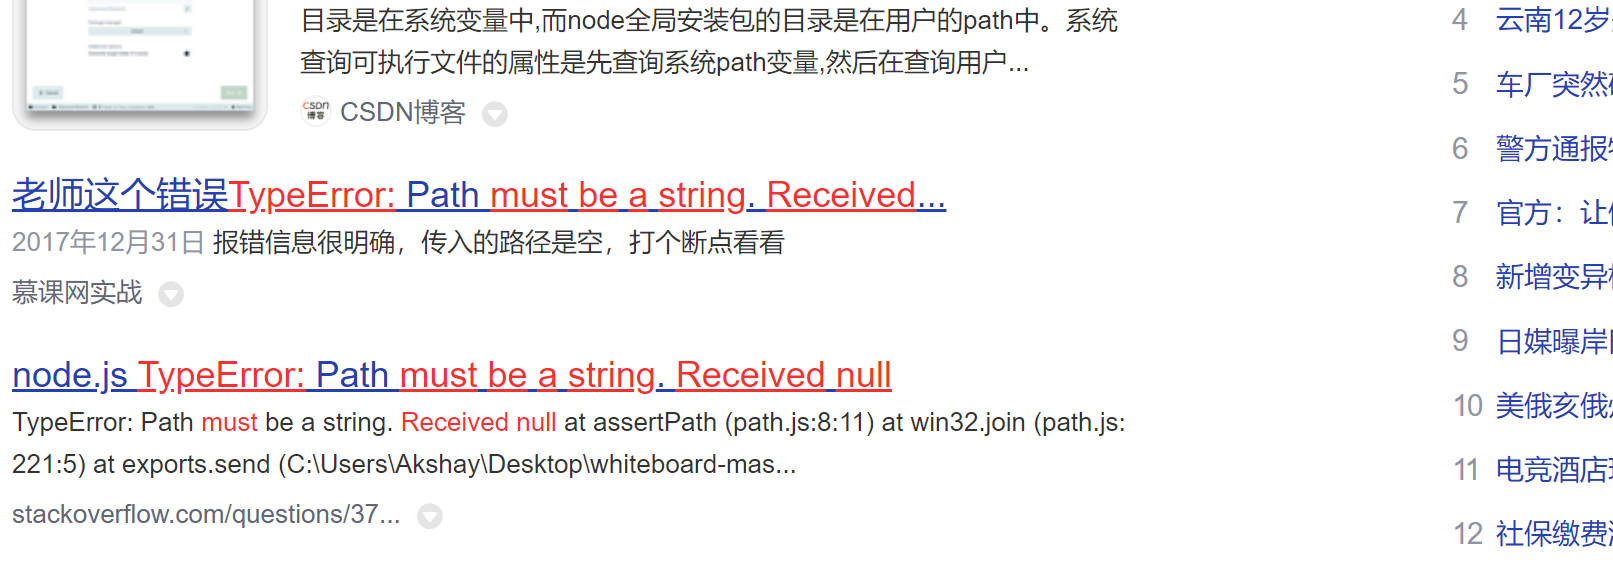 目录是在系统变量中,而node全局安装包的目录是在用户的path中。系统
查询可执行文件的属性是先查询系统path变量,然后在查询用户...
CSDN博客
CSDN博客
老师这个错误TypeError: Path must be a string. Received...
2017年12月31日 报错信息很明确，传入的路径是空，打个断点看看
慕课网实战
node.js TypeError: Path must be a string. Received null
TypeError: Path must be a string. Received null at assertPath (path.js:8:11) at win32.join (path.js:
221:5) at exports.send (C:\Users\Akshay\Desktop\whiteboard-mas...
stackoverflow.com/questions/37...
4 云南12岁
5 车厂突然
6 警方通报
7 官方：让
8 新增变异
9 日媒曝岸
10 美俄亥俄
11 电竞酒店
12 社保缴费